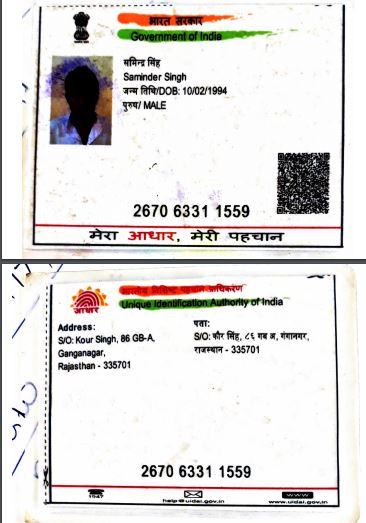 भारत सरकार
Government of India
समिन्द्र सिंह
Saminder Singh
जन्म तिथि/DOB: 10/02/1994
पुरुष/ MALE
2670 6331 1559
मेरा आधार, मेरी पहचान
भारतीय विशिष्ट पहचान प्राधिकरण
Unique Identification Authority of India
आधार
Address:
S/O: Kour Singh, 86 GB-A,
Ganganagar,
Rajasthan - 335701
पता:
S/O: कौर सिंह, ८६ गब अ, गंगानगर,
राजस्थान - 335701
2670 6331 1559
1947
help@uidai.gov.in
www
www.uidai.gov.in